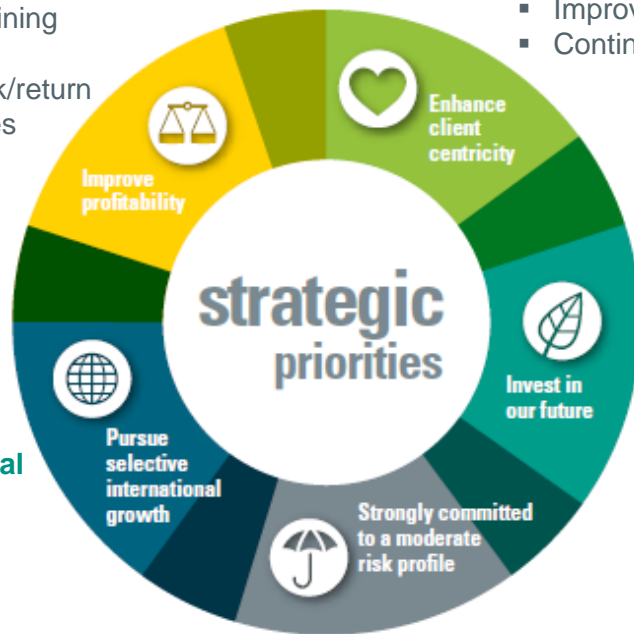 ining
k/return
es
Improv
Contin
Enhance
client
centricity
Improve
profitability
strategic
priorities
Invest in
our future
Pursue
selective
international
growth
al
Strongly committed
to a moderate
risk profile